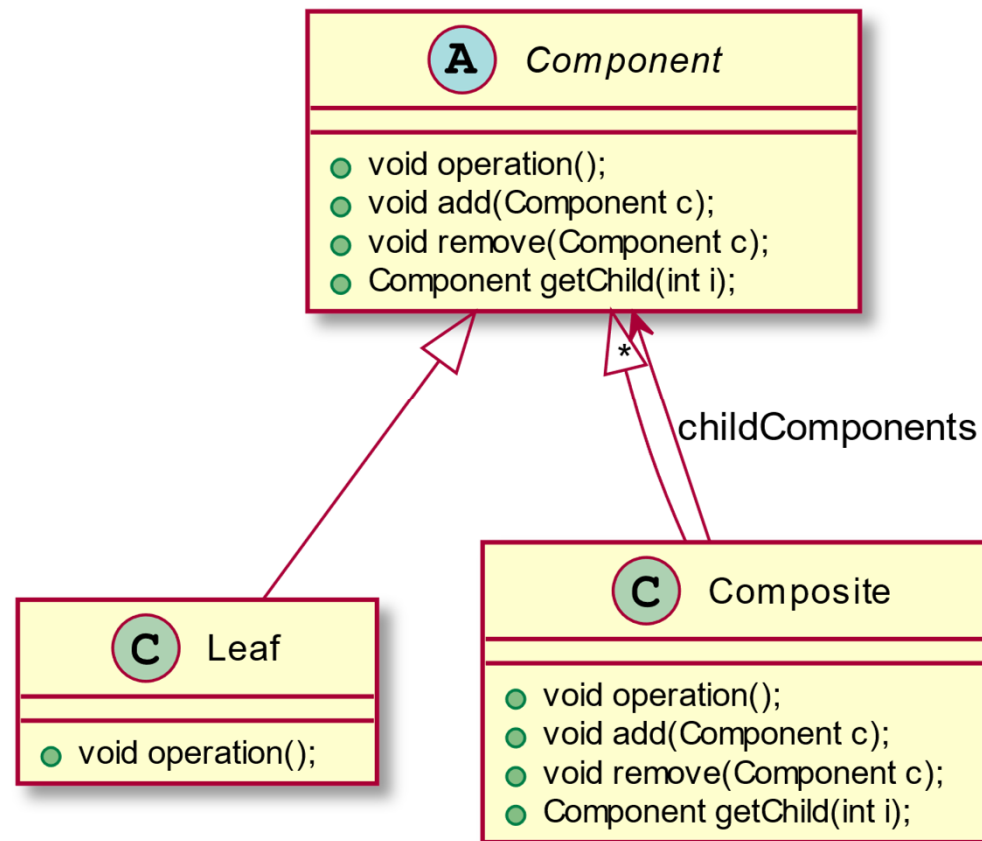 A Component
void operation();
void add(Component c);
void remove(Component c);
Component getChild(int i);
*
childComponents
C Leaf
void operation();
C Composite
void operation();
void add(Component c);
void remove(Component c);
Component getChild(int i);